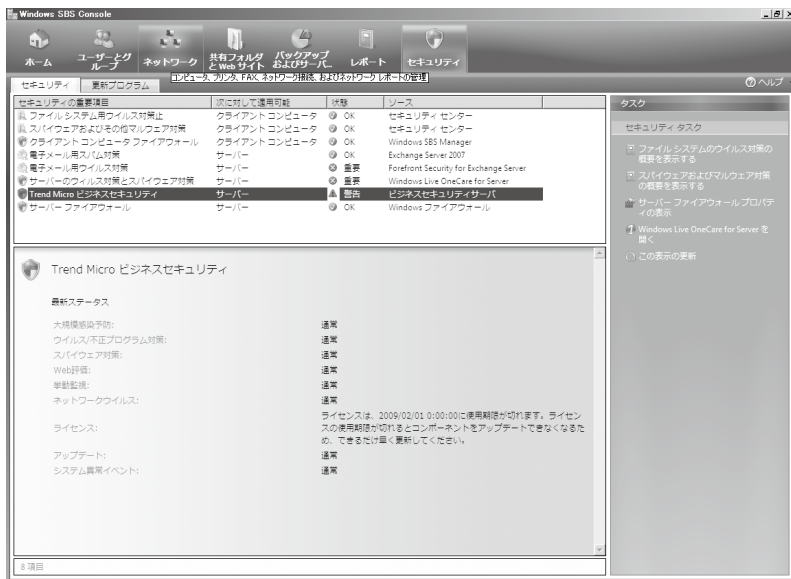 Windows SBS Console
ホーム
ユーザーとグループ
ネットワーク
共有フォルダと Web サイト
バックアップおよびサーバ...
レポート
セキュリティ
コンピュータ、プリンタ、FAX、ネットワーク接続、およびネットワーク レポートの管理
セキュリティ
更新プログラム
ヘルプ
セキュリティの重要項目 次に対して適用可能 状態 ソース
ファイル システム用ウイルス対策止 クライアント コンピュータ OK セキュリティ センター
スパイウェアおよびその他マルウェア対策 クライアント コンピュータ OK セキュリティ センター
クライアント コンピュータ ファイアウォール クライアント コンピュータ OK Windows SBS Manager
電子メール用スパム対策 サーバー OK Exchange Server 2007
電子メール用ウイルス対策 サーバー 重要 Forefront Security for Exchange Server
サーバーのウィルス対策とスパイウェア対策 サーバー 重要 Windows Live OneCare for Server
Trend Micro ビジネスセキュリティ サーバー 警告 ビジネスセキュリティサーバ
サーバー ファイアウォール サーバー OK Windows ファイアウォール
Trend Micro ビジネスセキュリティ
最新ステータス
大規模感染予防: 通常
ウイルス/不正プログラム対策: 通常
スパイウェア対策: 通常
Web評価: 通常
挙動監視: 通常
ネットワークウイルス: 通常
ライセンス: ライセンスは、2009/02/01 0:00:00に使用期限が切れます。ライセン
スの使用期限が切れるとコンポーネントをアップデートできなくなるた
め、できるだけ早く更新してください。
アップデート: 通常
システム異常イベント: 通常
8 項目
タスク
セキュリティ タスク
ファイル システムのウイルス対策の
概要を表示する
スパイウェアおよびマルウェア対策
の概要を表示する
サーバー ファイアウォール プロパテ
ィの表示
Windows Live OneCare for Server を
開く
この表示の更新